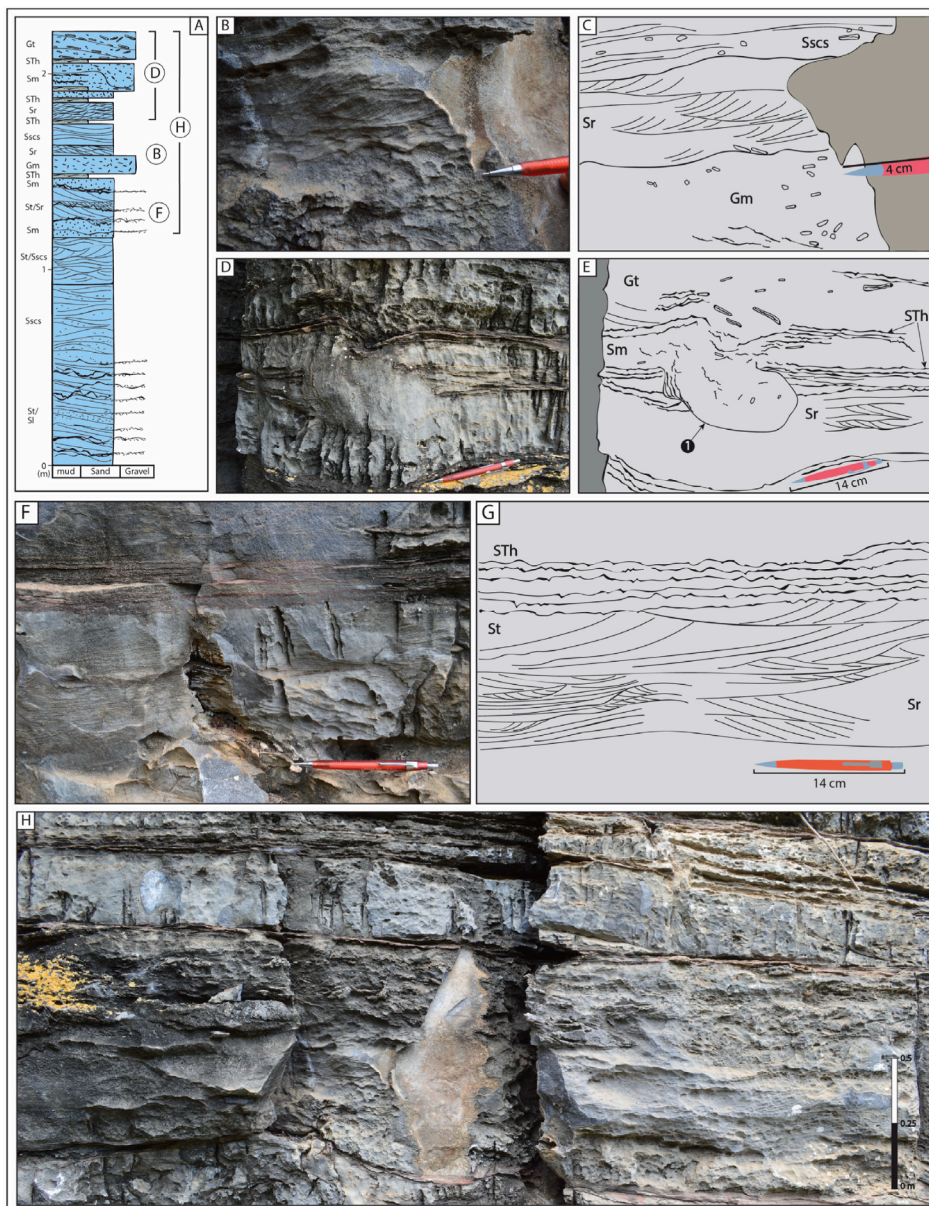 A
Gt
STh
2
Sm
STh
Sr
STh
Sscs
Sr
Gm
STh
Sm
St/Sr
Sm
St/Sscs
1
Sscs
St/
Sl
0
(m)
mud
Sand
Gravel
D
H
B
F
B
C
Sscs
Sr
4 cm
Gm
D
E
Gt
STh
Sm
Sr
1
14 cm
F
G
STh
St
Sr
14 cm
H
0.5
0.25
0 m